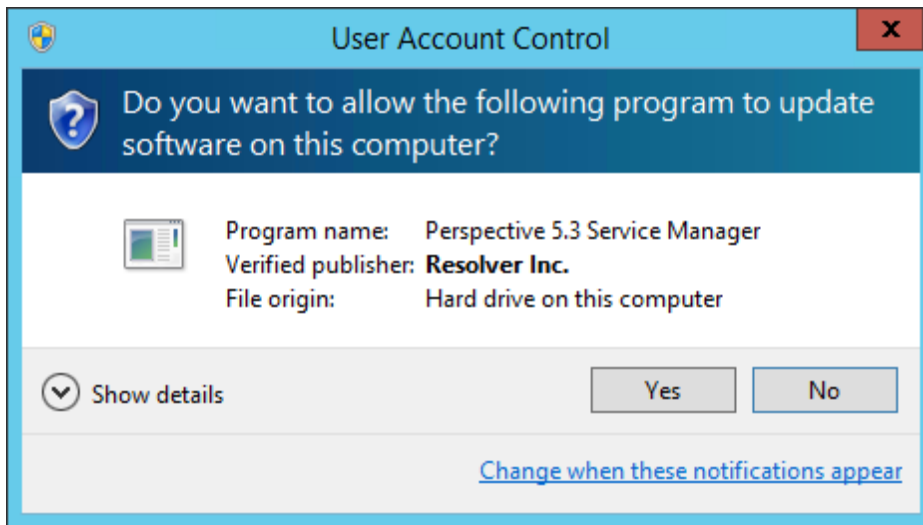 User Account Control
x
Do you want to allow the following program to update
software on this computer?
Program name: Perspective 5.3 Service Manager
Verified publisher: Resolver Inc.
File origin: Hard drive on this computer
Show details
Yes
No
Change when these notifications appear